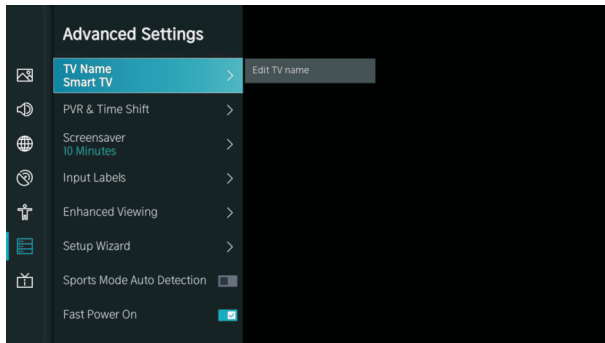 Advanced Settings
TV Name
Smart TV
Edit TV name
PVR & Time Shift
Screensaver
10 Minutes
Input Labels
Enhanced Viewing
Setup Wizard
Sports Mode Auto Detection
Fast Power On